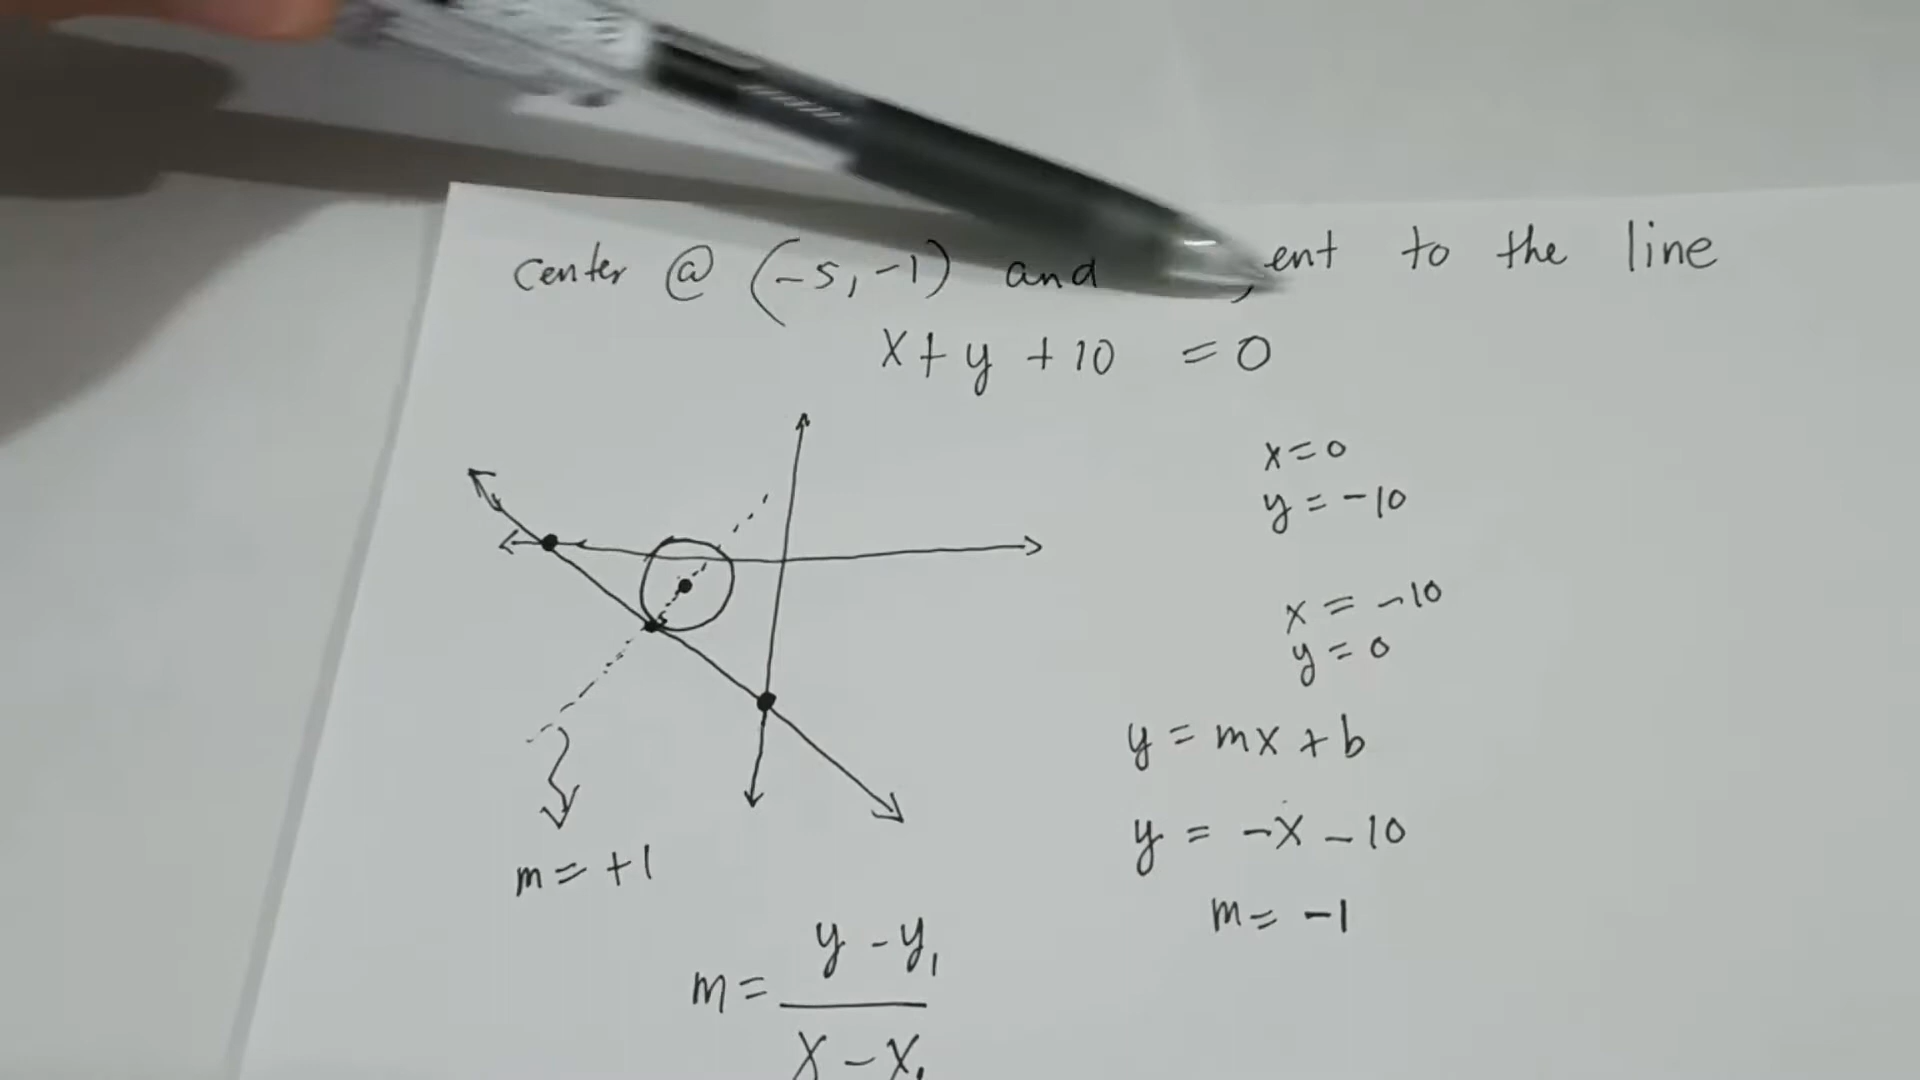 center @ (-5, -1) and ent to the line
x + y + 10 = 0
x = 0
y = -10
x = -10
y = 0
y = mx + b
y = -x - 10
m = -1
m = +1
m = y - y₁
x - x₁